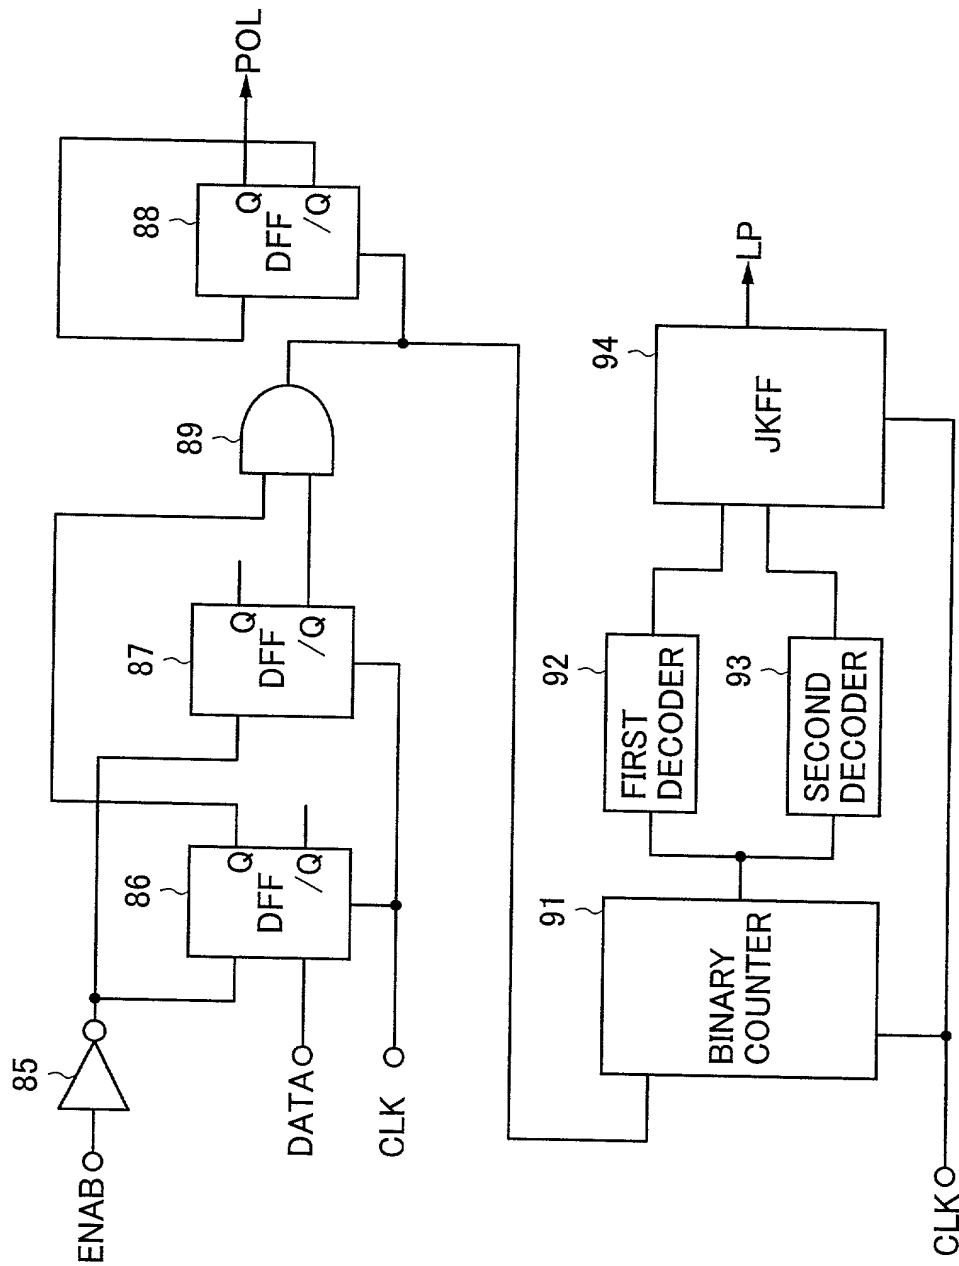 ENAB
85
86
DFF
Q
/Q
87
DFF
Q
/Q
89
88
DFF
Q
/Q
POL
DATA
CLK
91
BINARY
COUNTER
92
FIRST
DECODER
93
SECOND
DECODER
94
JKFF
LP
CLK